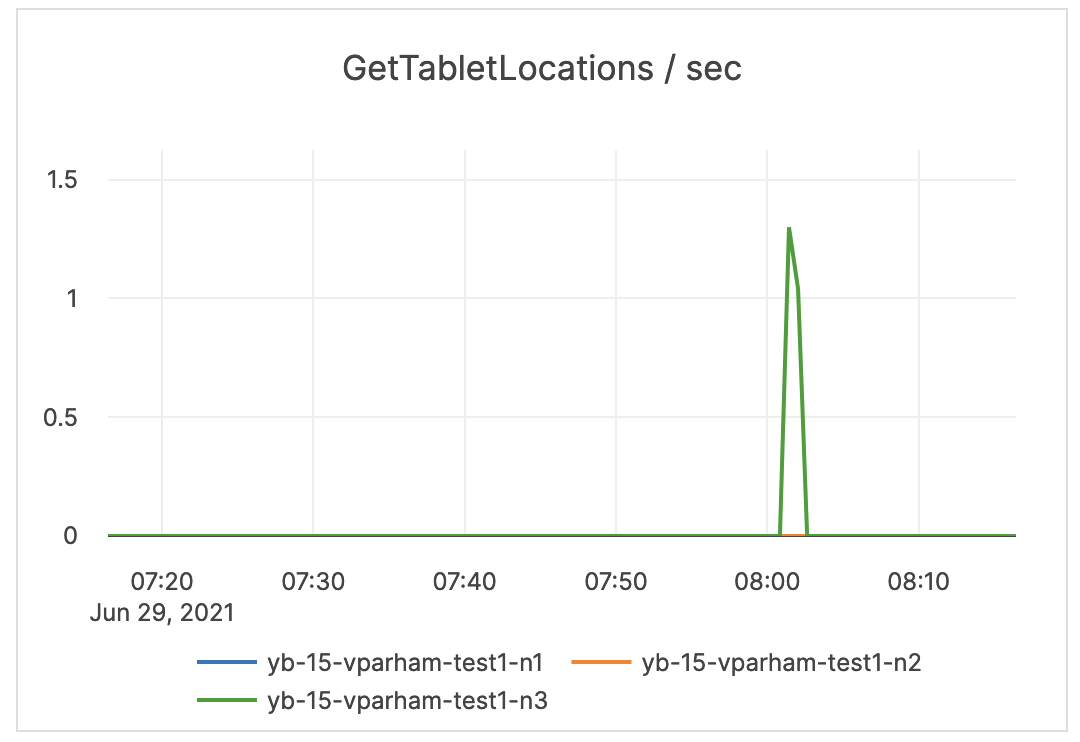 GetTabletLocations / sec
1.5
1
0.5
0
07:20 07:30 07:40 07:50 08:00 08:10
Jun 29, 2021
yb-15-vparham-test1-n1 yb-15-vparham-test1-n2
yb-15-vparham-test1-n3